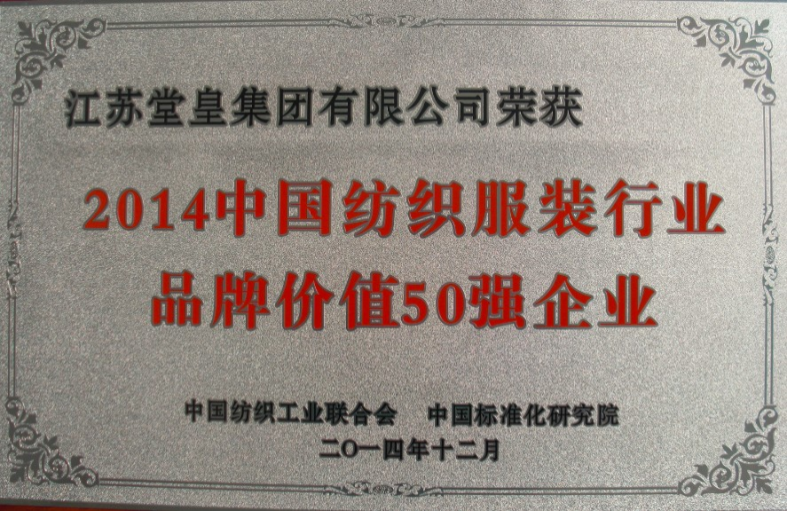 江苏堂皇集团有限公司荣获
2014中国纺织服装行业
品牌价值50强企业
中国纺织工业联合会 中国标准化研究院
二〇一四年十二月